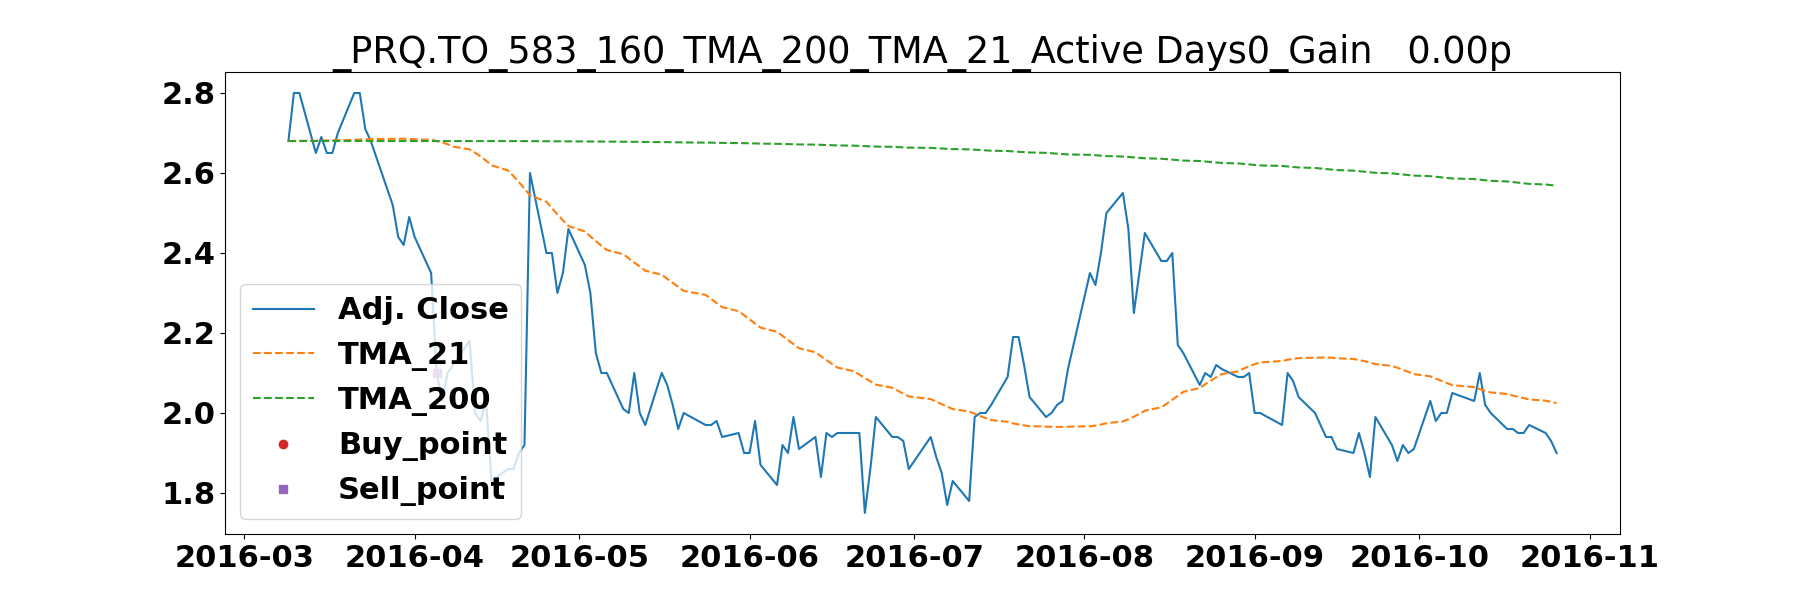 _PRQ.TO_583_160_TMA_200_TMA_21_Active Days0_Gain   0.00p
2.8
2.6
2.4
2.2
2.0
1.8
Adj. Close
TMA_21
TMA_200
Buy_point
Sell_point
2016-03 2016-04 2016-05 2016-06 2016-07 2016-08 2016-09 2016-10 2016-11